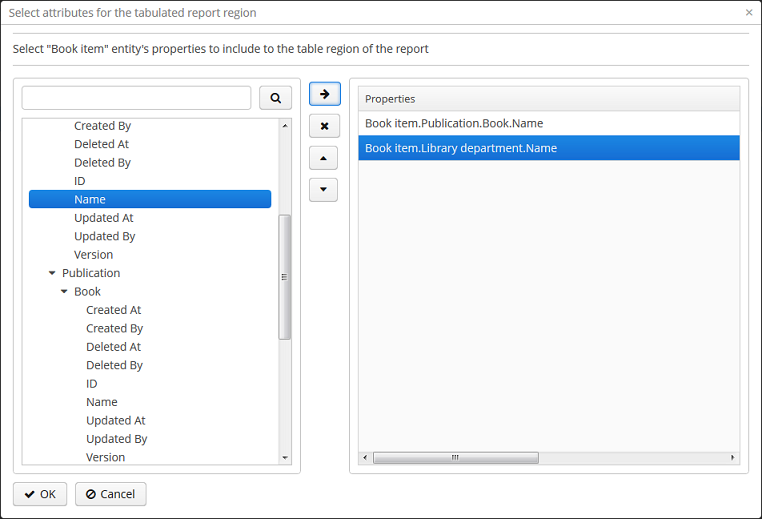 Select attributes for the tabulated report region
Select "Book item" entity's properties to include to the table region of the report
Created By
Deleted At
Deleted By
ID
Name
Updated At
Updated By
Version
Publication
Book
Created At
Created By
Deleted At
Deleted By
ID
Name
Updated At
Updated By
Version
Properties
Book item.Publication.Book.Name
Book item.Library department.Name
OK
Cancel